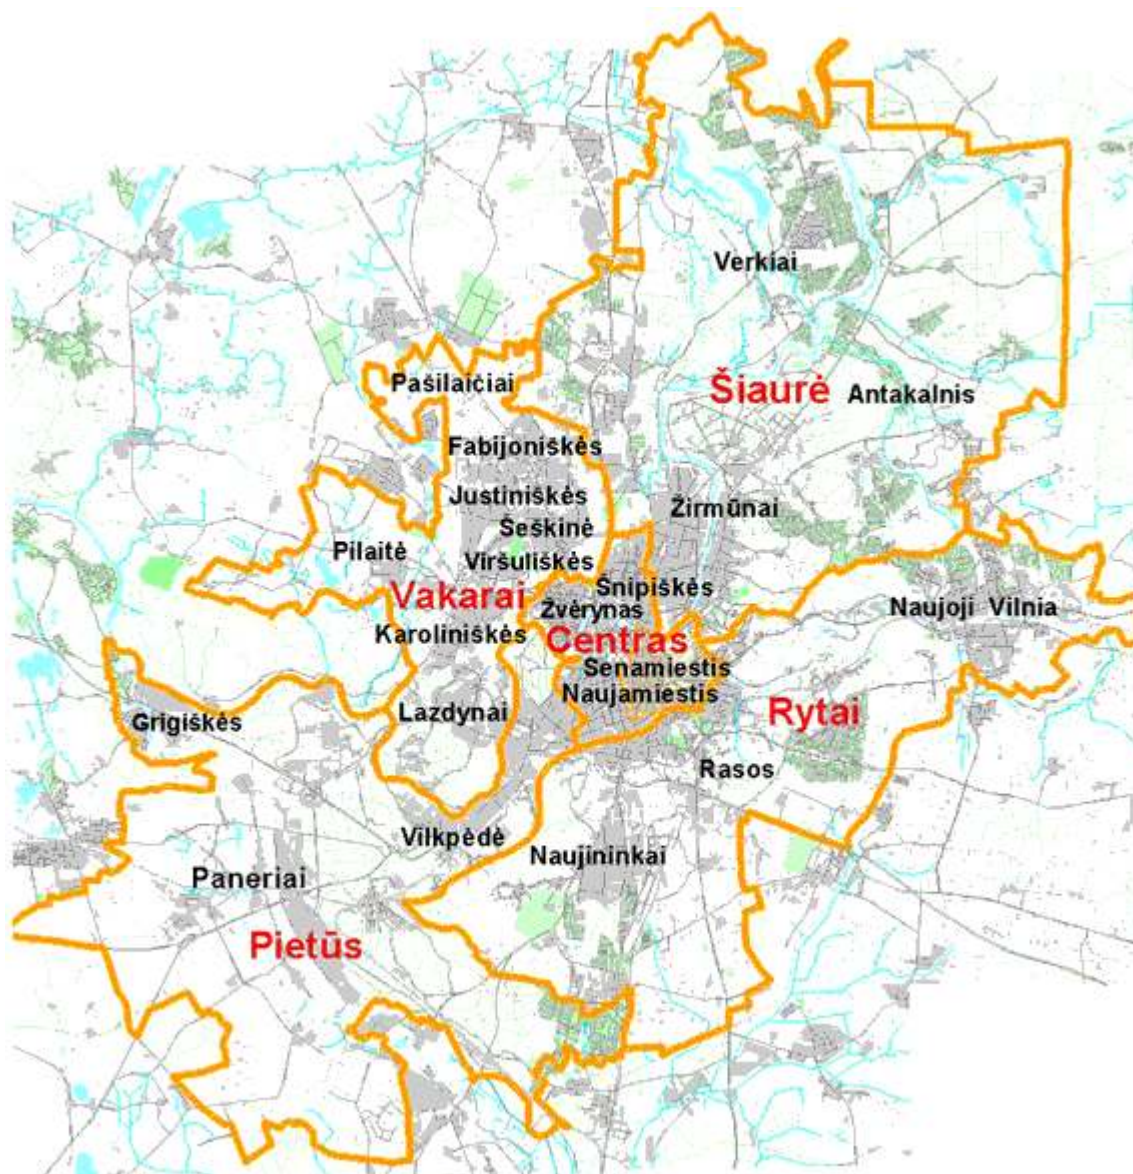 Verkiai
Šiaurė
Antakalnis
Pašilaičiai
Fabijoniškės
Justiniškės
Žirmūnai
Šeškinė
Pilaitė
Viršuliškės
Šnipiškės
Vakarai
Žvėrynas
Naujoji Vilnia
Karoliniškės
Centras
Senamiestis
Naujamiestis
Lazdynai
Rytai
Grigiškės
Rasos
Vilkpėdė
Naujininkai
Paneriai
Pietūs